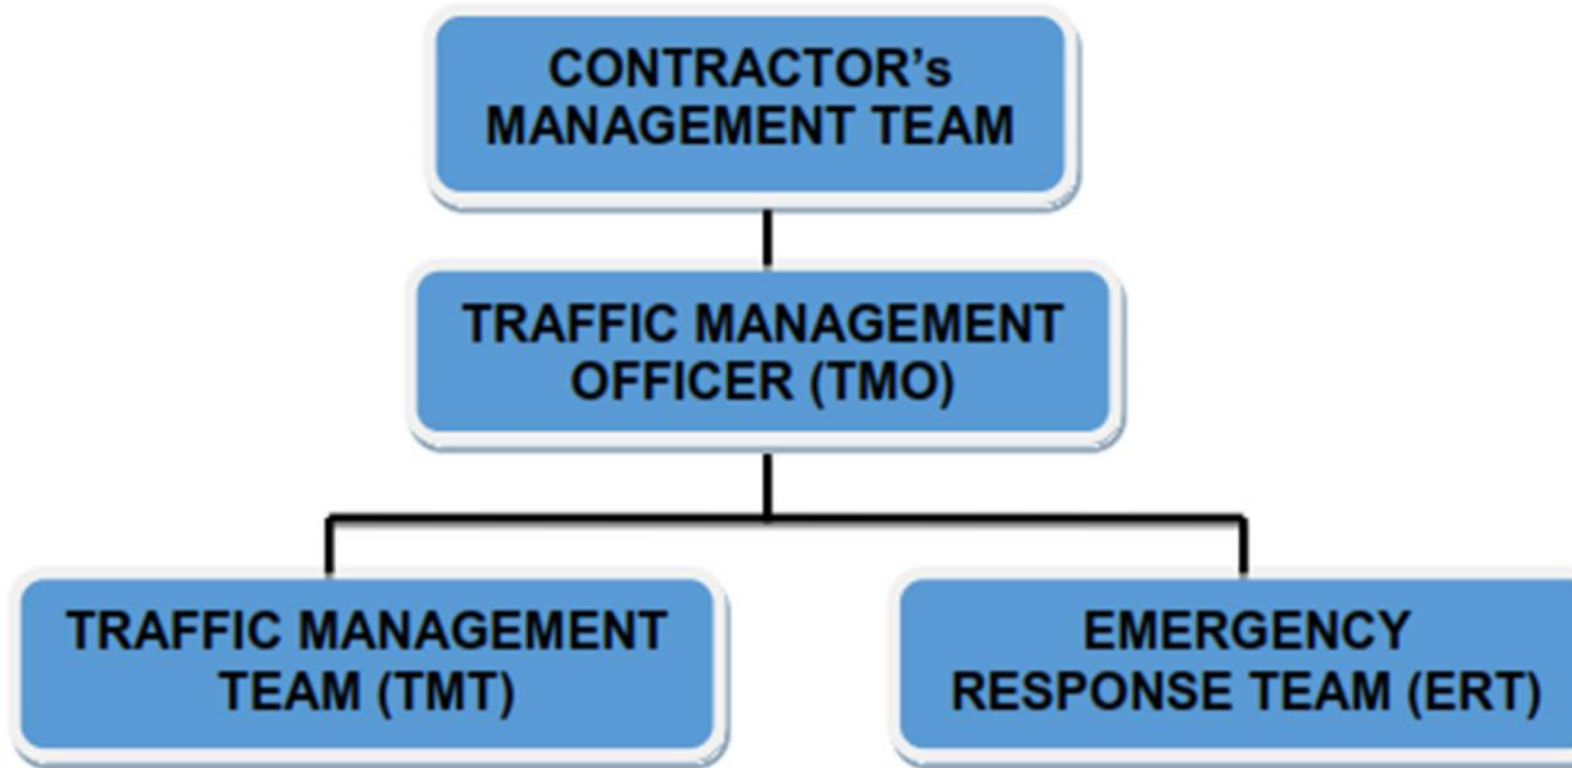 CONTRACTOR’s
MANAGEMENT TEAM
TRAFFIC MANAGEMENT
OFFICER (TMO)
TRAFFIC MANAGEMENT
TEAM (TMT)
EMERGENCY
RESPONSE TEAM (ERT)